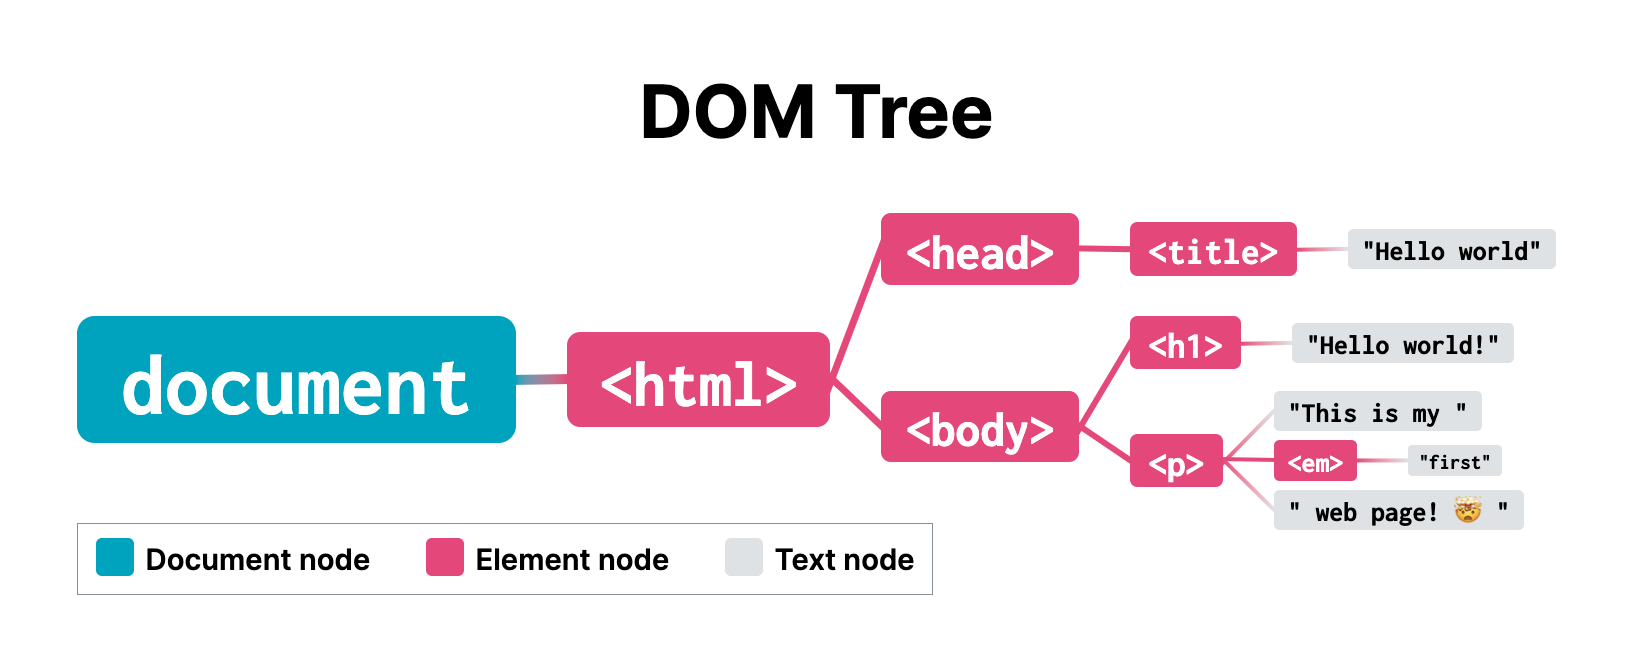 DOM Tree
document
<html>
<head>
<title>
"Hello world"
<body>
<h1>
"Hello world!"
<p>
"This is my "
<em>
"first"
" web page! 🤯 "
Document node
Element node
Text node